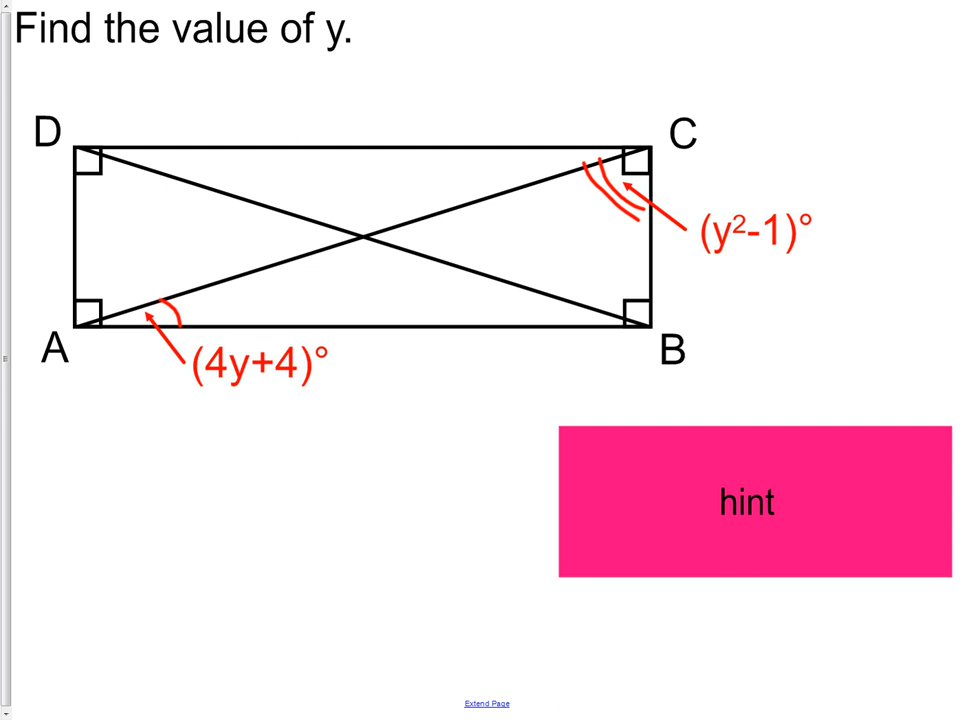 Find the value of y.
D
C
(y²-1)°
A
(4y+4)°
B
hint
Extend Page